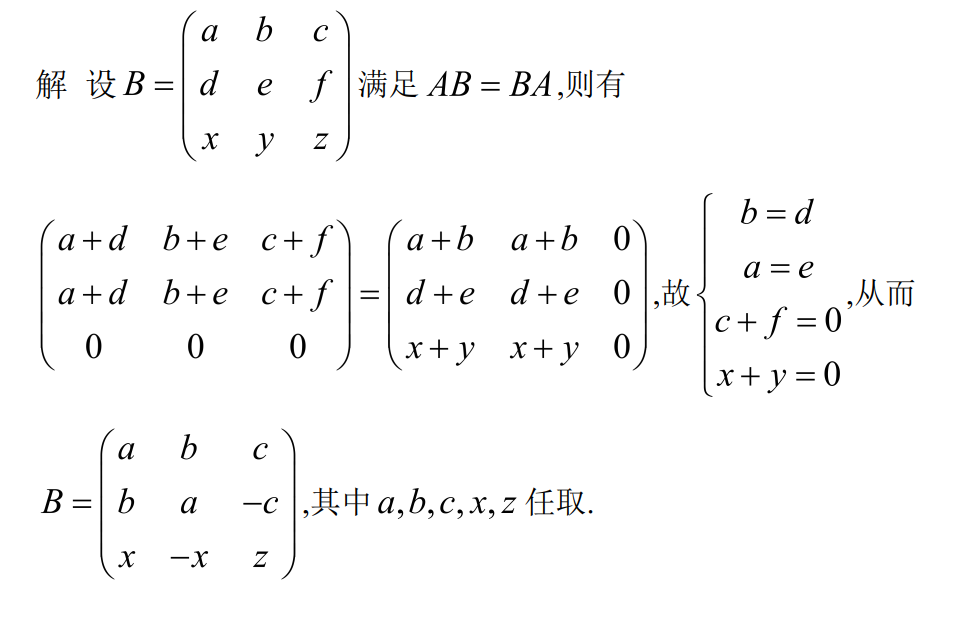 解 设 $B = \begin{pmatrix} a & b & c \\ d & e & f \\ x & y & z \end{pmatrix}$ 满足 $AB = BA$,则有
$\begin{pmatrix} a+d & b+e & c+f \\ a+d & b+e & c+f \\ 0 & 0 & 0 \end{pmatrix} = \begin{pmatrix} a+b & a+b & 0 \\ d+e & d+e & 0 \\ x+y & x+y & 0 \end{pmatrix}$,故 $\begin{cases} b=d \\ a=e \\ c+f=0 \\ x+y=0 \end{cases}$,从而
$B = \begin{pmatrix} a & b & c \\ b & a & -c \\ x & -x & z \end{pmatrix}$,其中 $a,b,c,x,z$ 任取.